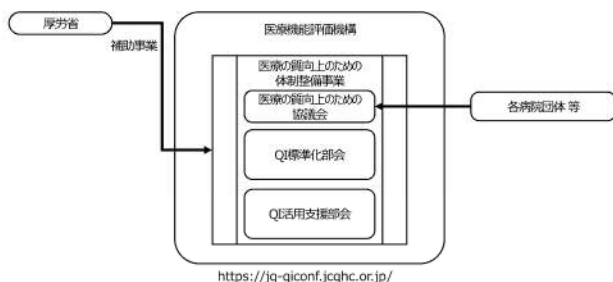 厚労省
補助事業
医療機能評価機構
医療の質向上のための
体制整備事業
医療の質向上のための
協議会
各病院団体 等
QI標準化部会
QI活用支援部会
https://jq-qiconf.jcqhc.or.jp/